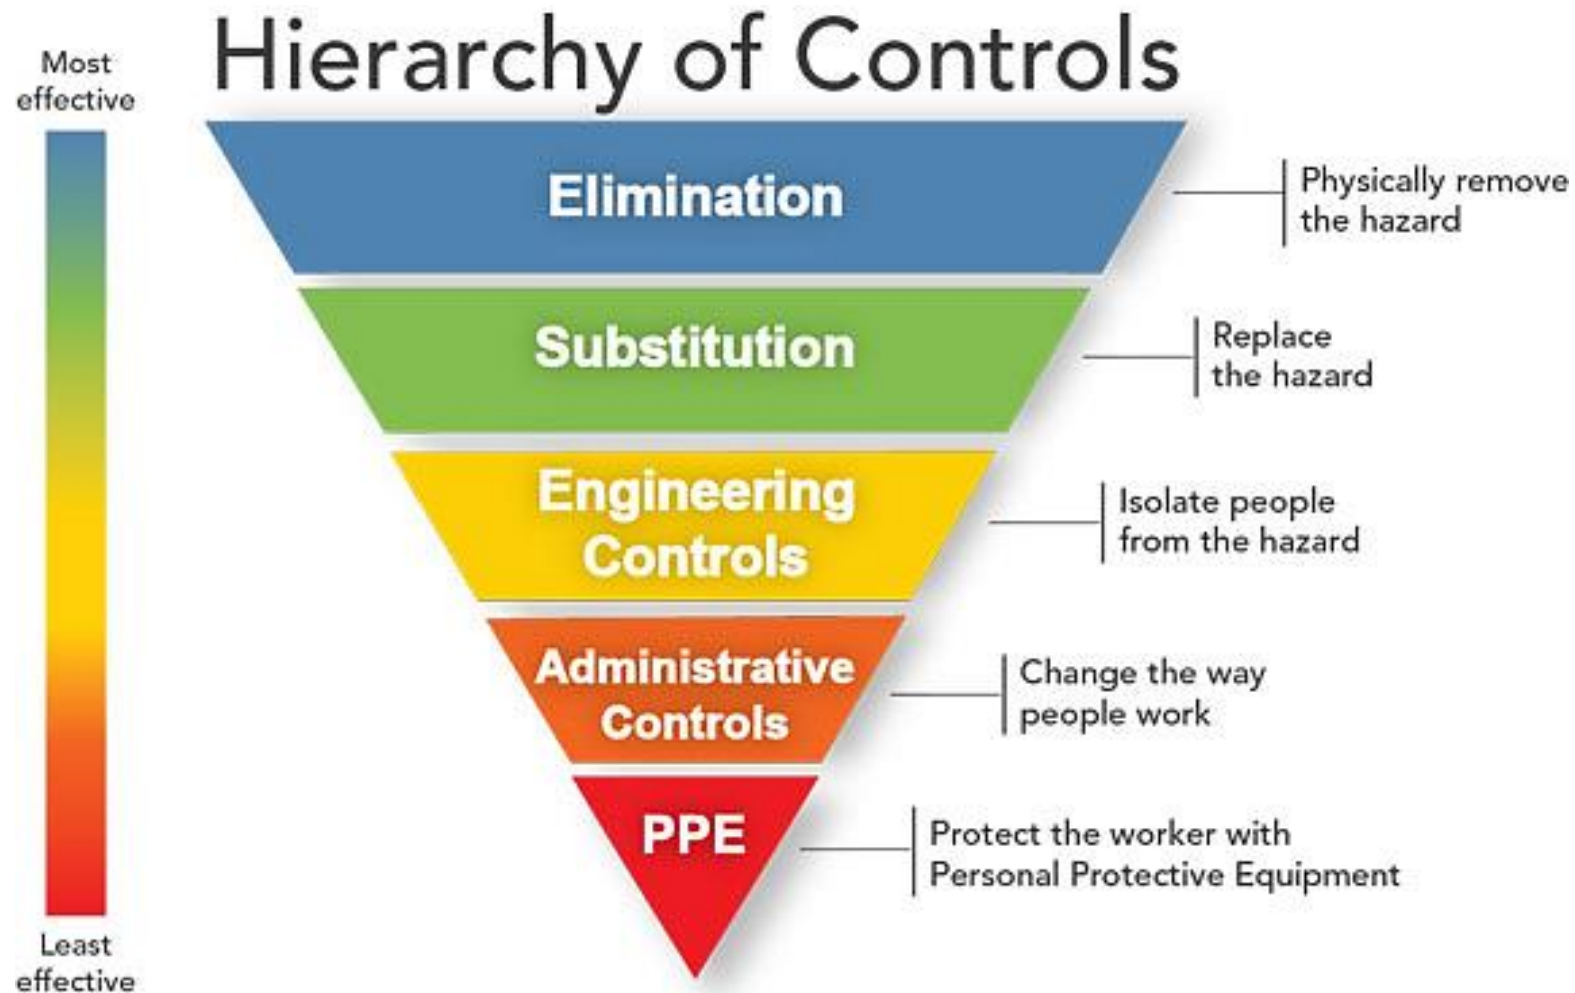 Hierarchy of Controls
Most
effective
Elimination
Physically remove
the hazard
Substitution
Replace
the hazard
Engineering
Controls
Isolate people
from the hazard
Administrative
Controls
Change the way
people work
PPE
Protect the worker with
Personal Protective Equipment
Least
effective